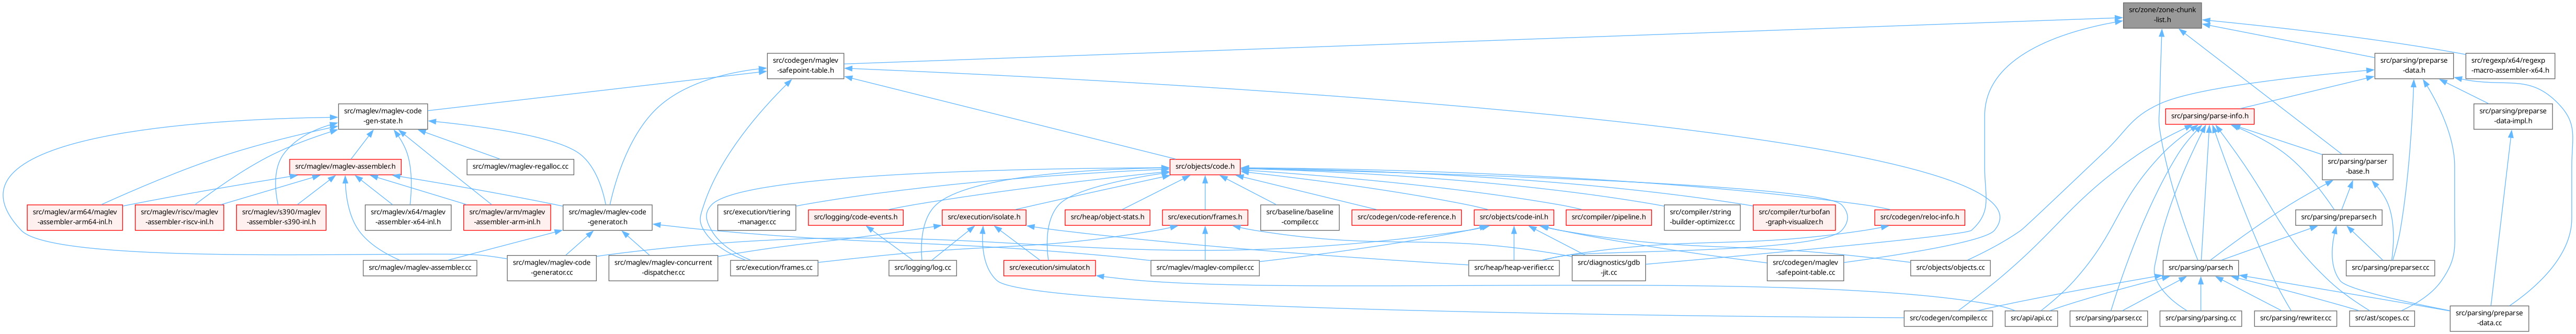 src/zone/zone-chunk
-list.h
src/codegen/maglev
-safepoint-table.h
src/parsing/preparse
-data.h
src/regexp/x64/regexp
-macro-assembler-x64.h
src/maglev/maglev-code
-gen-state.h
src/parsing/parse-info.h
src/parsing/preparse
-data-impl.h
src/maglev/maglev-assembler.h
src/maglev/maglev-regalloc.cc
src/objects/code.h
src/parsing/parser
-base.h
src/maglev/arm64/maglev
-assembler-arm64-inl.h
src/maglev/riscv/maglev
-assembler-riscv-inl.h
src/maglev/s390/maglev
-assembler-s390-inl.h
src/maglev/x64/maglev
-assembler-x64-inl.h
src/maglev/arm/maglev
-assembler-arm-inl.h
src/maglev/maglev-code
-generator.h
src/execution/tiering
-manager.cc
src/logging/code-events.h
src/execution/isolate.h
src/heap/object-stats.h
src/execution/frames.h
src/baseline/baseline
-compiler.cc
src/codegen/code-reference.h
src/objects/code-inl.h
src/compiler/pipeline.h
src/compiler/string
-builder-optimizer.cc
src/compiler/turbofan
-graph-visualizer.h
src/codegen/reloc-info.h
src/parsing/preparser.h
src/maglev/maglev-assembler.cc
src/maglev/maglev-code
-generator.cc
src/maglev/maglev-concurrent
-dispatcher.cc
src/execution/frames.cc
src/logging/log.cc
src/execution/simulator.h
src/maglev/maglev-compiler.cc
src/heap/heap-verifier.cc
src/diagnostics/gdb
-jit.cc
src/codegen/maglev
-safepoint-table.cc
src/objects/objects.cc
src/parsing/parser.h
src/parsing/preparser.cc
src/codegen/compiler.cc
src/api/api.cc
src/parsing/parser.cc
src/parsing/parsing.cc
src/parsing/rewriter.cc
src/ast/scopes.cc
src/parsing/preparse
-data.cc